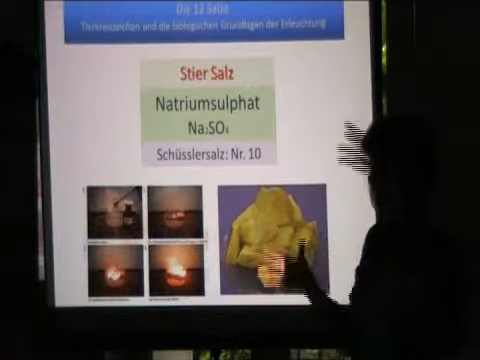 Die 12 Salze
Tierkreiszeichen und die biologischen Grundlagen der Erleuchtung
Stier Salz
Natriumsulphat
Na₂SO₄
Schüsslersalz: Nr. 10